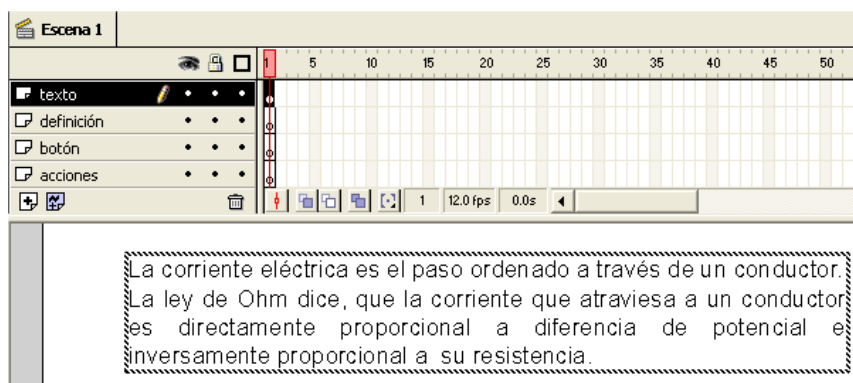 Escena 1
1 5 10 15 20 25 30 35 40 45 50
texto
definición
botón
acciones
1 12.0 fps 0.0s
La corriente eléctrica es el paso ordenado a través de un conductor.
La ley de Ohm dice, que la corriente que atraviesa a un conductor
es directamente proporcional a diferencia de potencial e
inversamente proporcional a su resistencia.